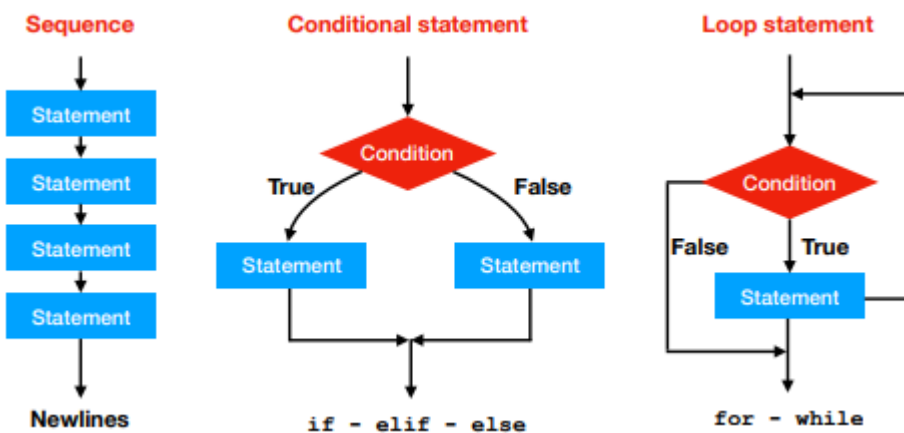 Sequence
Statement
Statement
Statement
Statement
Newlines
Conditional statement
Condition
True
False
Statement
Statement
if - elif - else
Loop statement
Condition
False
True
Statement
for - while